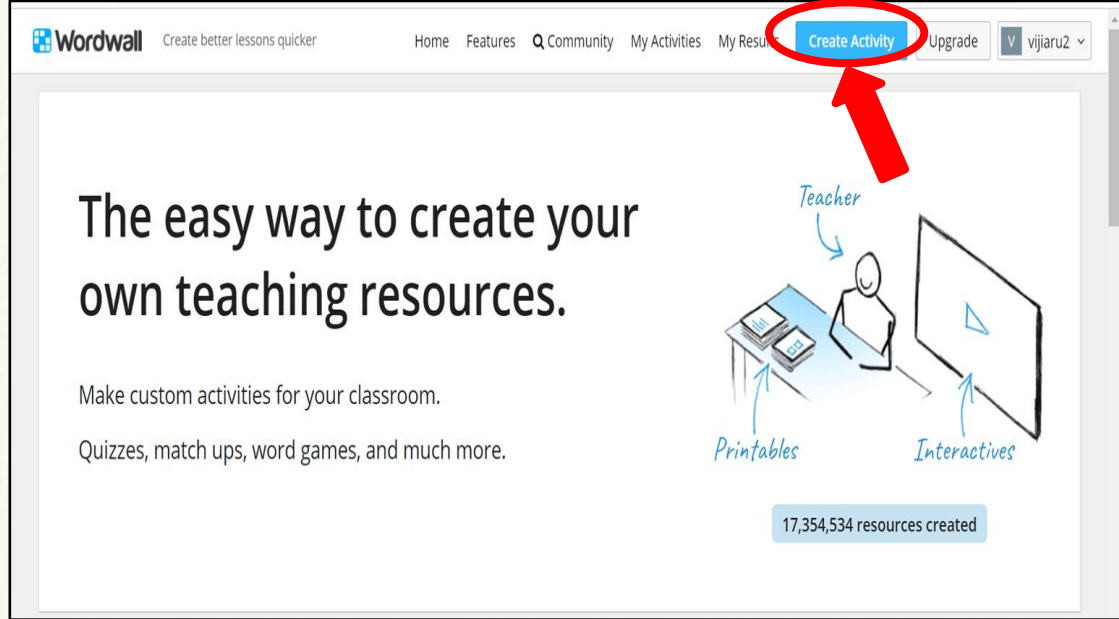 Wordwall Create better lessons quicker Home Features Community My Activities My Results Create Activity Upgrade V vijiaru2
The easy way to create your
own teaching resources.
Make custom activities for your classroom.
Quizzes, match ups, word games, and much more.
Teacher
Printables
Interactives
17,354,534 resources created